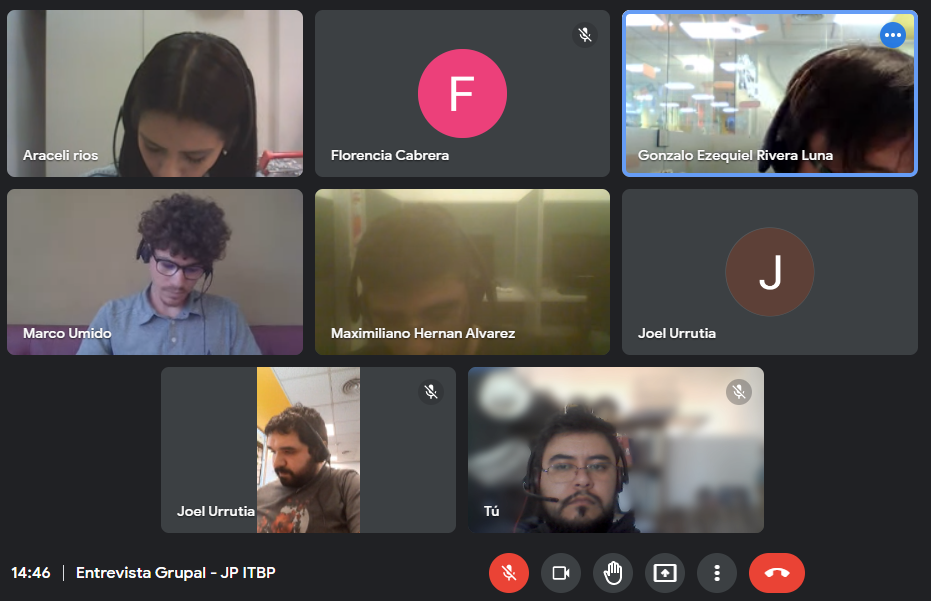 Araceli rios
F
Florencia Cabrera
Gonzalo Ezequiel Rivera Luna
Marco Umido
Maximiliano Hernan Alvarez
J
Joel Urrutia
Joel Urrutia
Tú
14:46 | Entrevista Grupal - JP ITBP